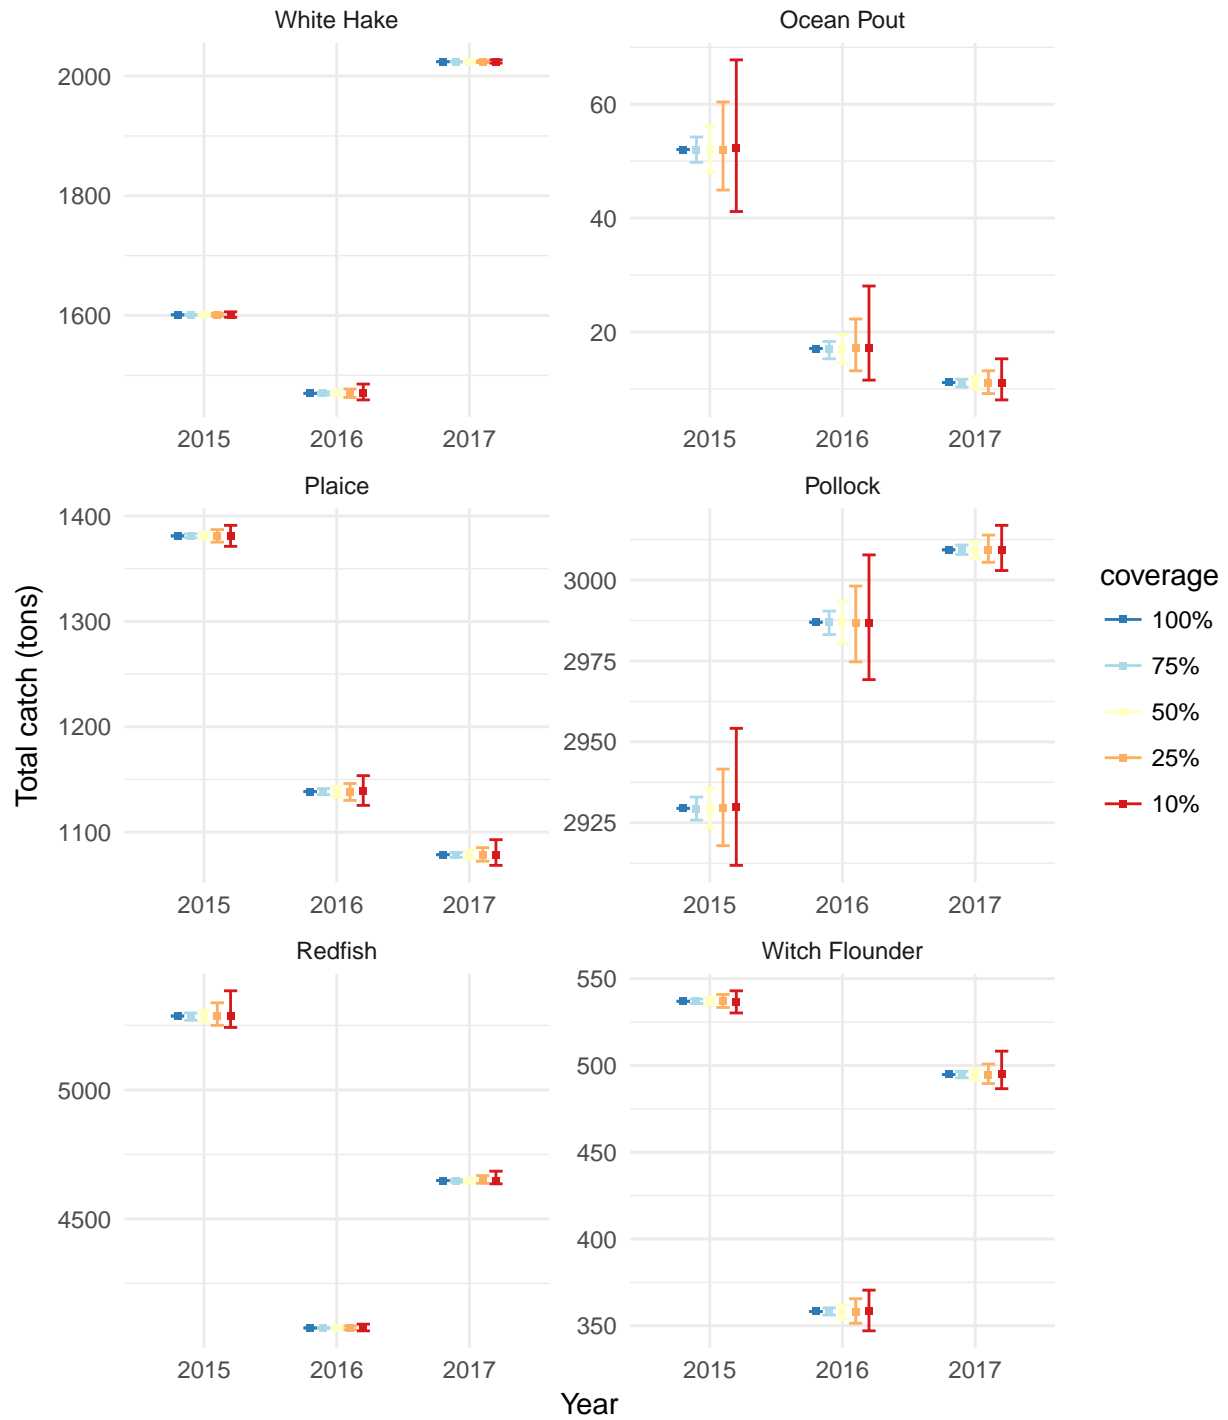 White Hake
Ocean Pout
2000
1800
1600
60
40
20
2015 2016 2017
2015 2016 2017
Plaice
Pollock
1400
1300
1200
1100
3000
2975
2950
2925
2015 2016 2017
2015 2016 2017
Redfish
Witch Flounder
5000
4500
550
500
450
400
350
2015 2016 2017
2015 2016 2017
Total catch (tons)
Year
coverage
100%
75%
50%
25%
10%